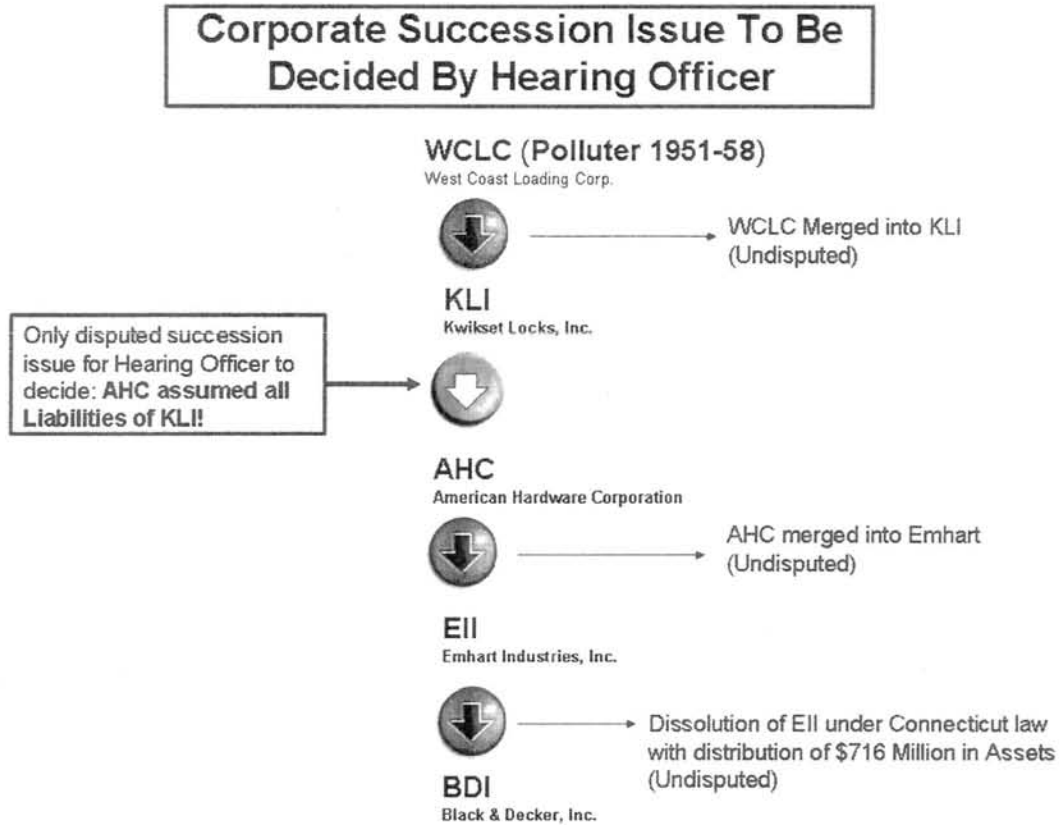 Corporate Succession Issue To Be
Decided By Hearing Officer
WCLC (Polluter 1951-58)
West Coast Loading Corp.
WCLC Merged into KLI
(Undisputed)
KLI
Kwikset Locks, Inc.
Only disputed succession
issue for Hearing Officer to
decide: AHC assumed all
Liabilities of KLI!
AHC
American Hardware Corporation
AHC merged into Emhart
(Undisputed)
EII
Emhart Industries, Inc.
Dissolution of EII under Connecticut law
with distribution of $716 Million in Assets
(Undisputed)
BDI
Black & Decker, Inc.